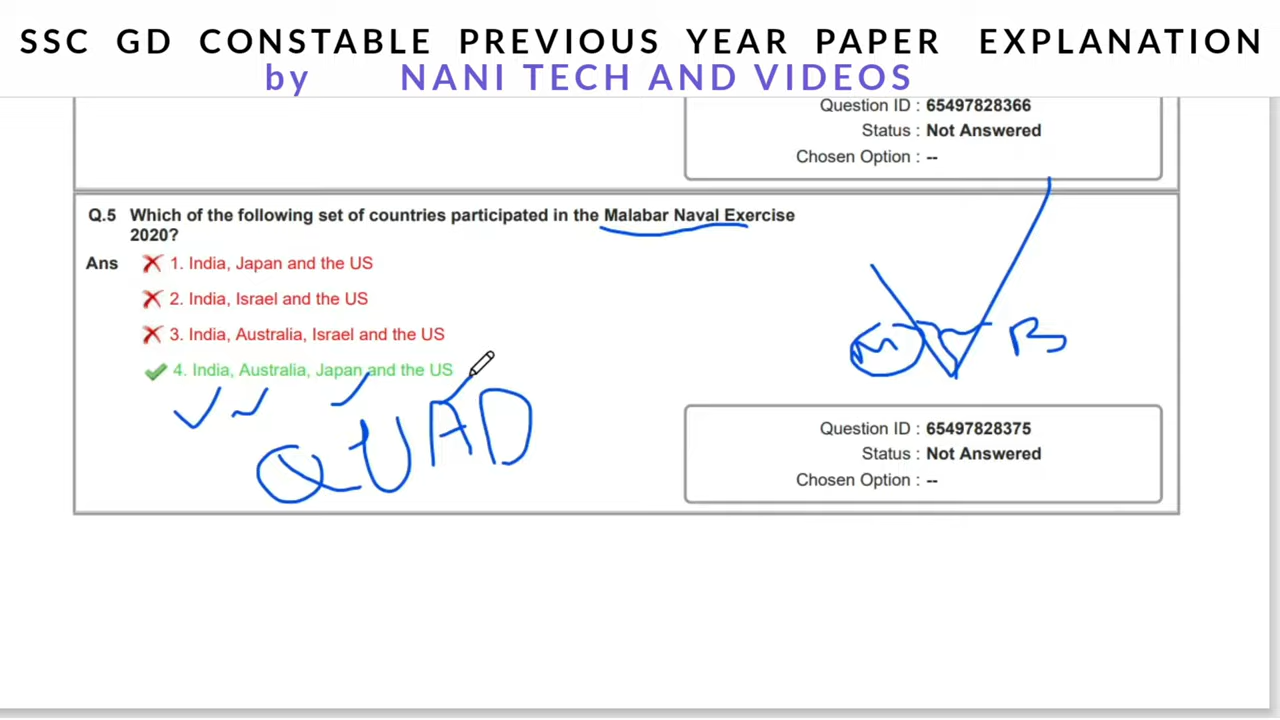 SSC GD CONSTABLE PREVIOUS YEAR PAPER EXPLANATION
by NANI TECH AND VIDEOS
Question ID : 65497828366
Status : Not Answered
Chosen Option : --
Q.5 Which of the following set of countries participated in the Malabar Naval Exercise
2020?
Ans 1. India, Japan and the US
2. India, Israel and the US
3. India, Australia, Israel and the US
4. India, Australia, Japan and the US
QUAD
M B
Question ID : 65497828375
Status : Not Answered
Chosen Option : --